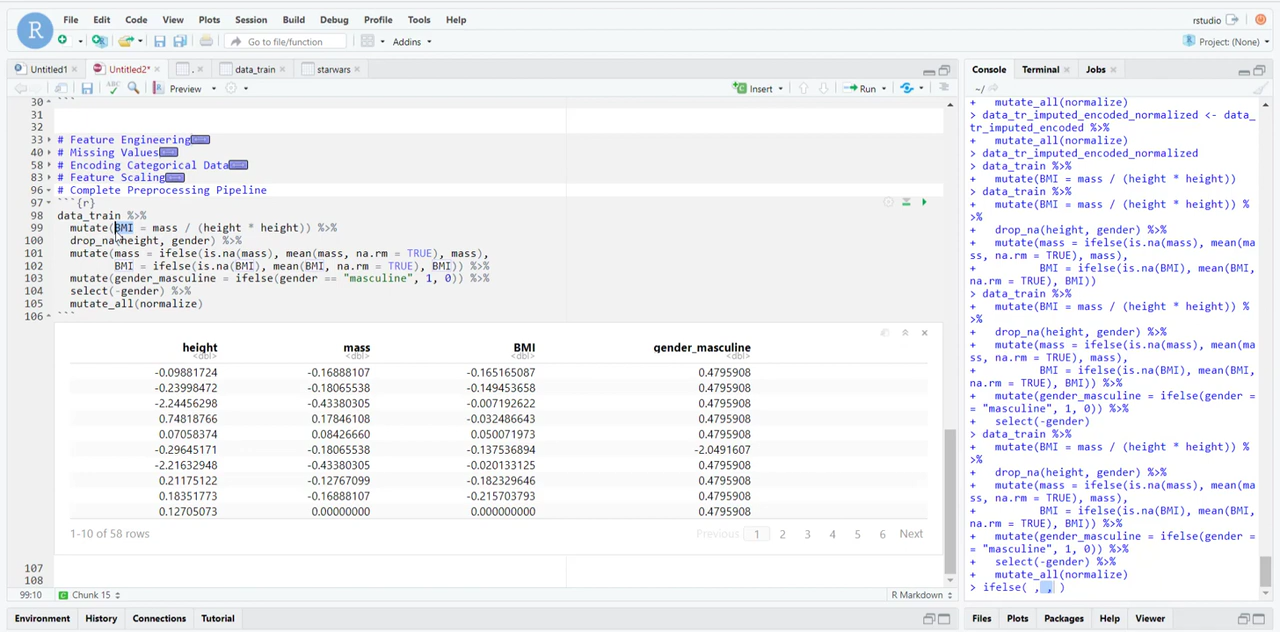 R File Edit Code View Plots Session Build Debug Profile Tools Help rstudio
Go to file/function Addins Project: (None)
Untitled1 Untitled2* . data_train starwars
ABC Preview Insert Run
30 ```
31
32
33 # Feature Engineering
40 # Missing Values
58 # Encoding Categorical Data
83 # Feature Scaling
96 # Complete Preprocessing Pipeline
97 ```{r}
98 data_train %>%
99 mutate(BMI = mass / (height * height)) %>%
100 drop_na(height, gender) %>%
101 mutate(mass = ifelse(is.na(mass), mean(mass, na.rm = TRUE), mass),
102 BMI = ifelse(is.na(BMI), mean(BMI, na.rm = TRUE), BMI)) %>%
103 mutate(gender_masculine = ifelse(gender == "masculine", 1, 0)) %>%
104 select(-gender) %>%
105 mutate_all(normalize)
106 ```
height mass BMI gender_masculine
<dbl> <dbl> <dbl> <dbl>
-0.09881724 -0.16888107 -0.165165087 0.4795908
-0.23998472 -0.18065538 -0.149453658 0.4795908
-2.24456298 -0.43380305 -0.007192622 0.4795908
0.74818766 0.17846108 -0.032486643 0.4795908
0.07058374 0.08426660 0.050071973 0.4795908
-0.29645171 -0.18065538 -0.137536894 -2.0491607
-2.21632948 -0.43380305 -0.020133125 0.4795908
0.21175122 -0.12767099 -0.182329646 0.4795908
0.18351773 -0.16888107 -0.215703793 0.4795908
0.12705073 0.00000000 0.000000000 0.4795908
1-10 of 58 rows Previous 1 2 3 4 5 6 Next
107
108
99:10 Chunk 15 R Markdown
Environment History Connections Tutorial
Console Terminal Jobs
~/
+ mutate_all(normalize)
> data_tr_imputed_encoded_normalized <- data_
tr_imputed_encoded %>%
+ mutate_all(normalize)
> data_tr_imputed_encoded_normalized
> data_train %>%
+ mutate(BMI = mass / (height * height))
> data_train %>%
+ mutate(BMI = mass / (height * height)) %
>%
+ drop_na(height, gender) %>%
+ mutate(mass = ifelse(is.na(mass), mean(ma
ss, na.rm = TRUE), mass),
+ BMI = ifelse(is.na(BMI), mean(BMI,
na.rm = TRUE), BMI))
> data_train %>%
+ mutate(BMI = mass / (height * height)) %
>%
+ drop_na(height, gender) %>%
+ mutate(mass = ifelse(is.na(mass), mean(ma
ss, na.rm = TRUE), mass),
+ BMI = ifelse(is.na(BMI), mean(BMI,
na.rm = TRUE), BMI)) %>%
+ mutate(gender_masculine = ifelse(gender =
= "masculine", 1, 0)) %>%
+ select(-gender)
> data_train %>%
+ mutate(BMI = mass / (height * height)) %
>%
+ drop_na(height, gender) %>%
+ mutate(mass = ifelse(is.na(mass), mean(ma
ss, na.rm = TRUE), mass),
+ BMI = ifelse(is.na(BMI), mean(BMI,
na.rm = TRUE), BMI)) %>%
+ mutate(gender_masculine = ifelse(gender =
= "masculine", 1, 0)) %>%
+ select(-gender) %>%
+ mutate_all(normalize)
> ifelse( , , )
Files Plots Packages Help Viewer